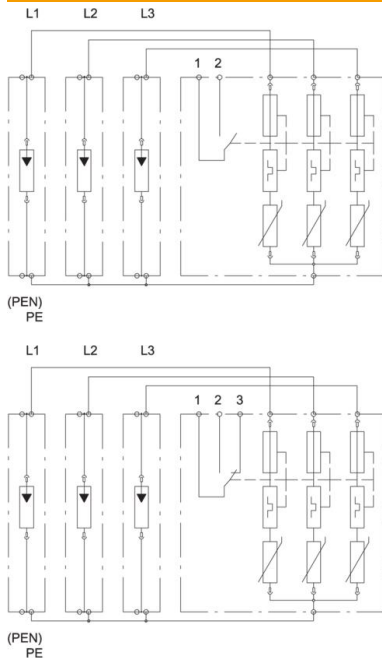 L1 L2 L3
1 2
(PEN)
PE
L1 L2 L3
1 2 3
(PEN)
PE